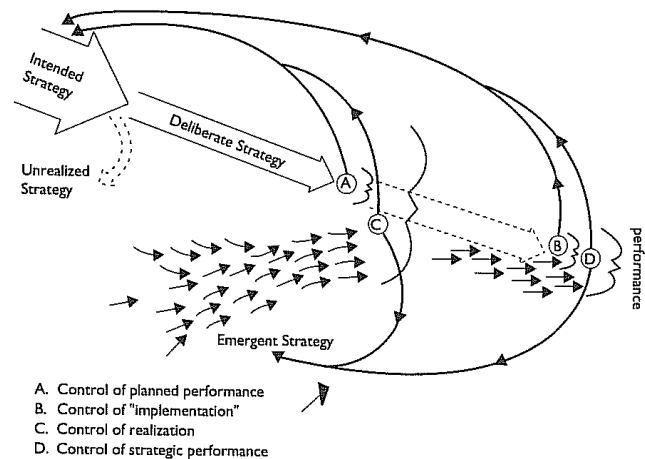 Intended
Strategy
Deliberate Strategy
Unrealized
Strategy
A
C
B
D
performance
Emergent Strategy
A. Control of planned performance
B. Control of "implementation"
C. Control of realization
D. Control of strategic performance